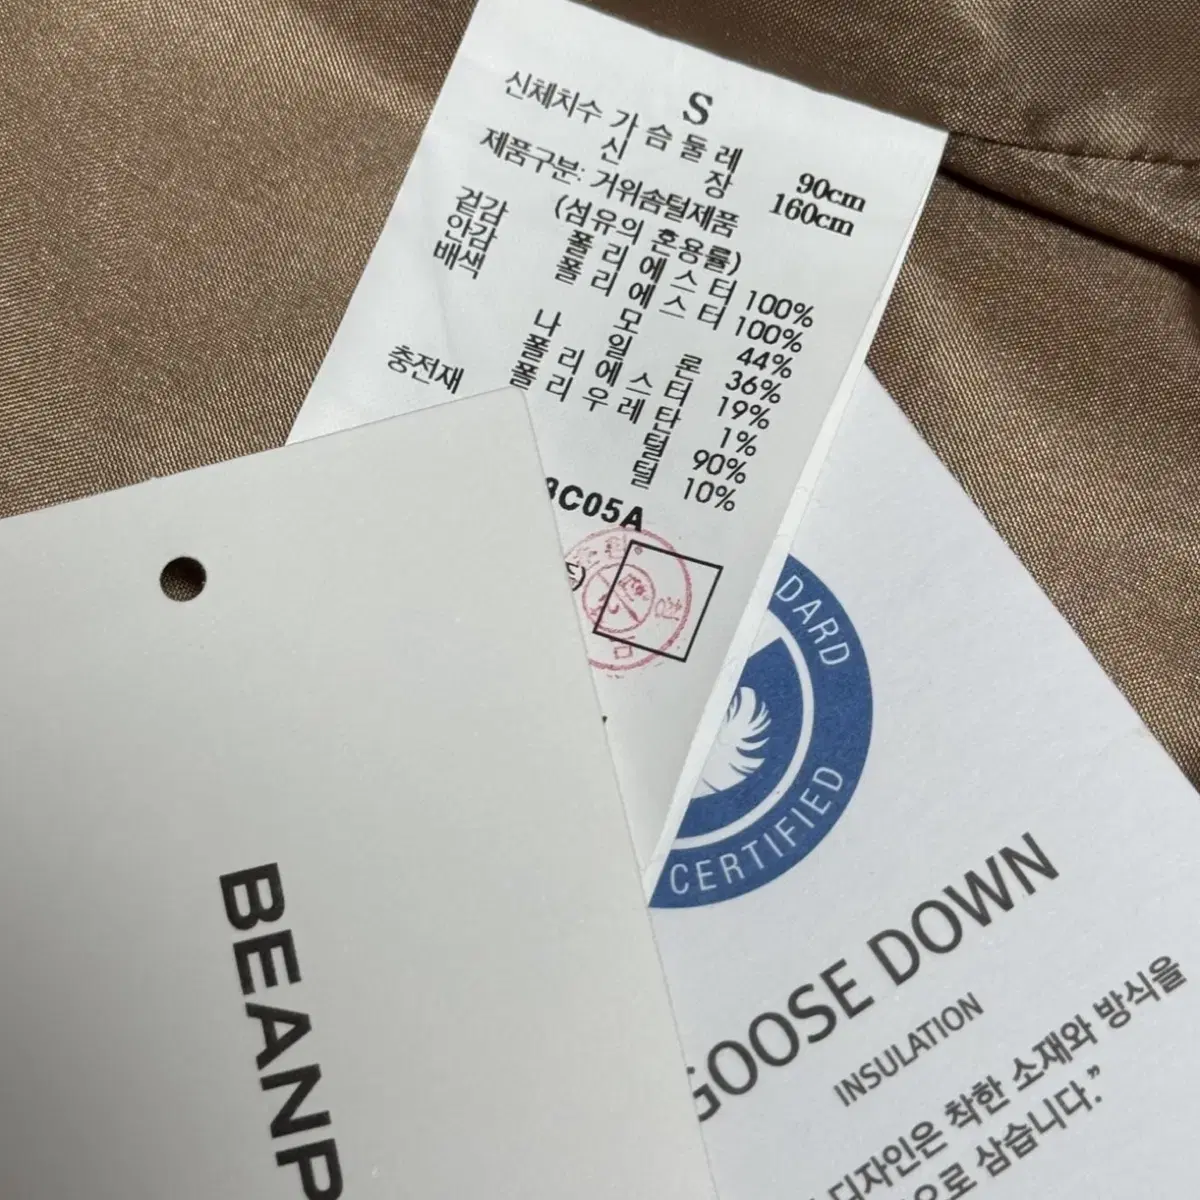 S
신체치수 가슴둘레 90cm
신장 160cm
제품구분: 거위솜털제품
(섬유의 혼용률)
겉감 폴리에스터 100%
안감 폴리에스터 100%
배색 모 44%
나일론 36%
폴리에스터 19%
폴리우레탄 1%
충전재 털 90%
털 10%
C05A
DARD
CERTIFIED
GOOSE DOWN
INSULATION
디자인은 착한 소재와 방식을
으로 삼습니다.”
BEANP